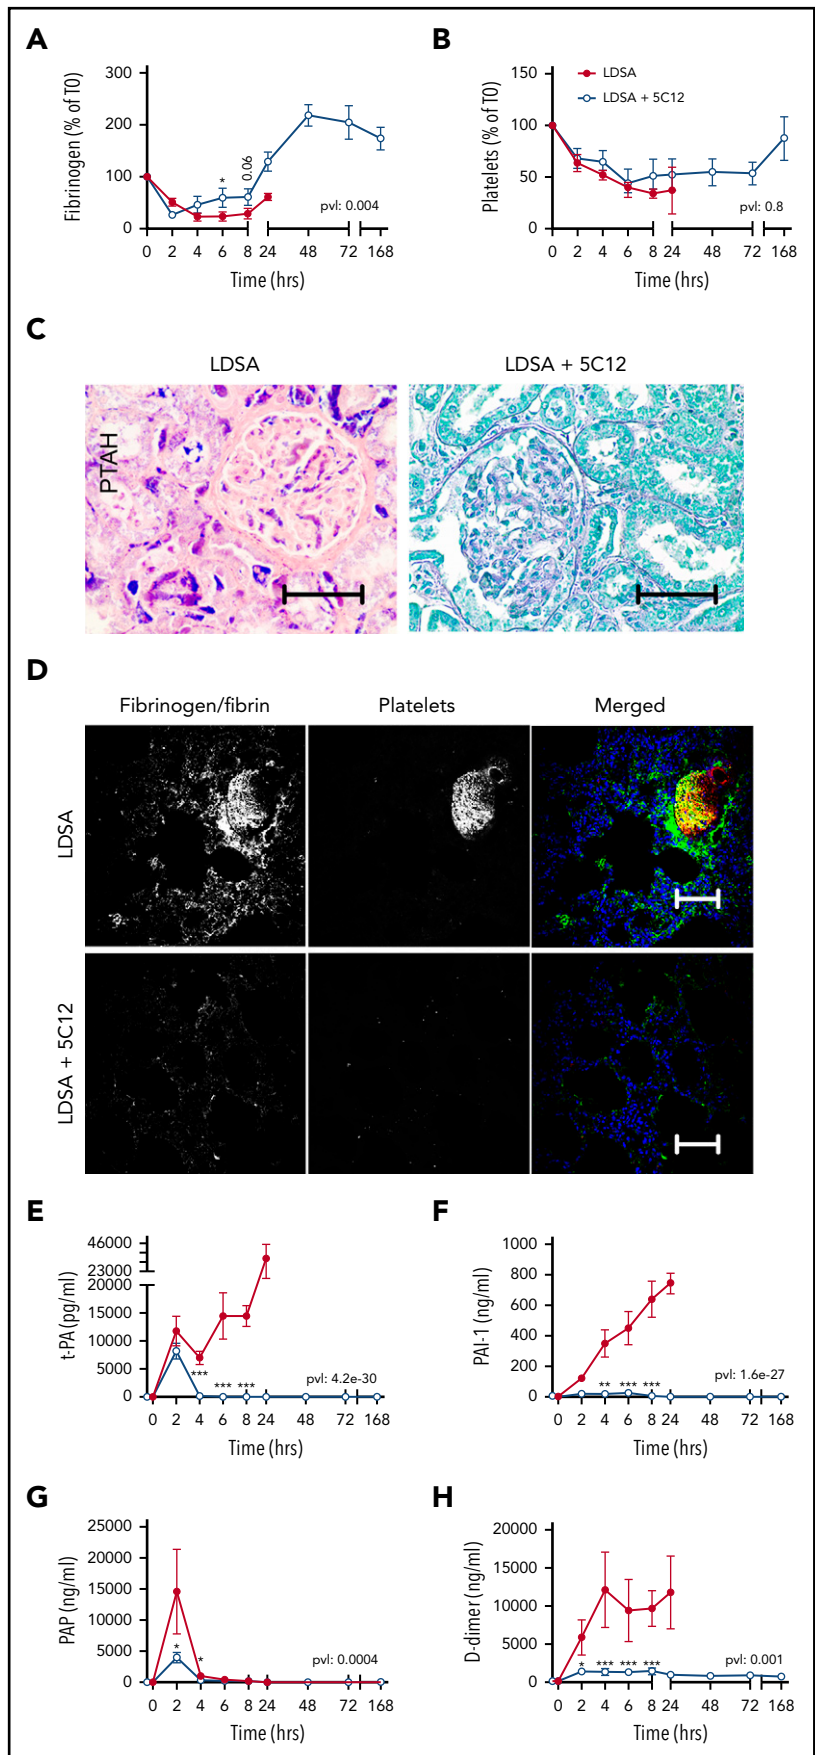 A
Fibrinogen (% of T0)
300
200
100
0
*
0.06
pvl: 0.004
0 2 4 6 8 24 48 72 168
Time (hrs)
B
Platelets (% of T0)
150
100
50
0
LDSA
LDSA + 5C12
pvl: 0.8
0 2 4 6 8 24 48 72 168
Time (hrs)
C
LDSA
LDSA + 5C12
PTAH
D
Fibrinogen/fibrin
Platelets
Merged
LDSA
LDSA + 5C12
E
t-PA (pg/ml)
46000
23000
20000
15000
10000
5000
0
*** *** ***
pvl: 4.2e-30
0 2 4 6 8 24 48 72 168
Time (hrs)
F
PAI-1 (ng/ml)
1000
800
600
400
200
0
** *** ***
pvl: 1.6e-27
0 2 4 6 8 24 48 72 168
Time (hrs)
G
PAP (ng/ml)
25000
20000
15000
10000
5000
0
* *
pvl: 0.0004
0 2 4 6 8 24 48 72 168
Time (hrs)
H
D-dimer (ng/ml)
20000
15000
10000
5000
0
* *** *** ***
pvl: 0.001
0 2 4 6 8 24 48 72 168
Time (hrs)